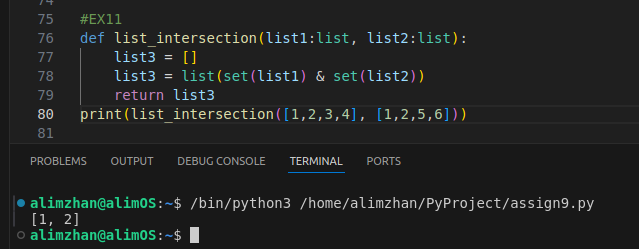 74
75 #EX11
76 def list_intersection(list1:list, list2:list):
77 list3 = []
78 list3 = list(set(list1) & set(list2))
79 return list3
80 print(list_intersection([1,2,3,4], [1,2,5,6]))
81
PROBLEMS OUTPUT DEBUG CONSOLE TERMINAL PORTS
alimzhan@alimOS:~$ /bin/python3 /home/alimzhan/PyProject/assign9.py
[1, 2]
alimzhan@alimOS:~$